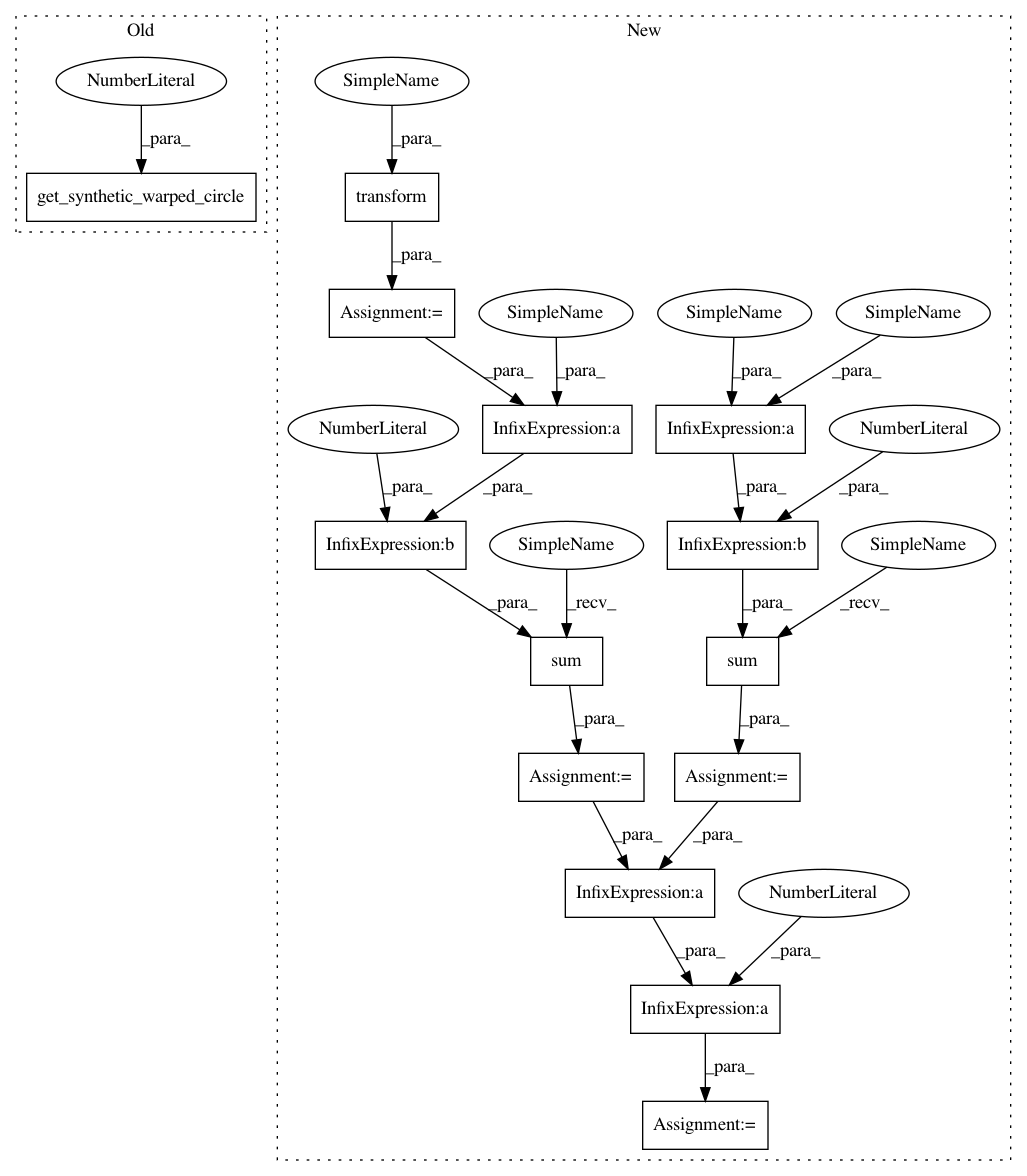 Old
New
NumberLiteral
SimpleName
_para_
_para_
get_synthetic_warped_circle
transform
_para_
Assignment:=
SimpleName
SimpleName
SimpleName
_para_
_para_
_para_
_para_
NumberLiteral
InfixExpression:a
InfixExpression:a
NumberLiteral
_para_
_para_
_para_
_para_
InfixExpression:b
SimpleName
InfixExpression:b
SimpleName
_para_
_recv_
_para_
_recv_
sum
sum
_para_
_para_
Assignment:=
Assignment:=
_para_
_para_
InfixExpression:a
NumberLiteral
_para_
_para_
InfixExpression:a
_para_
Assignment:=